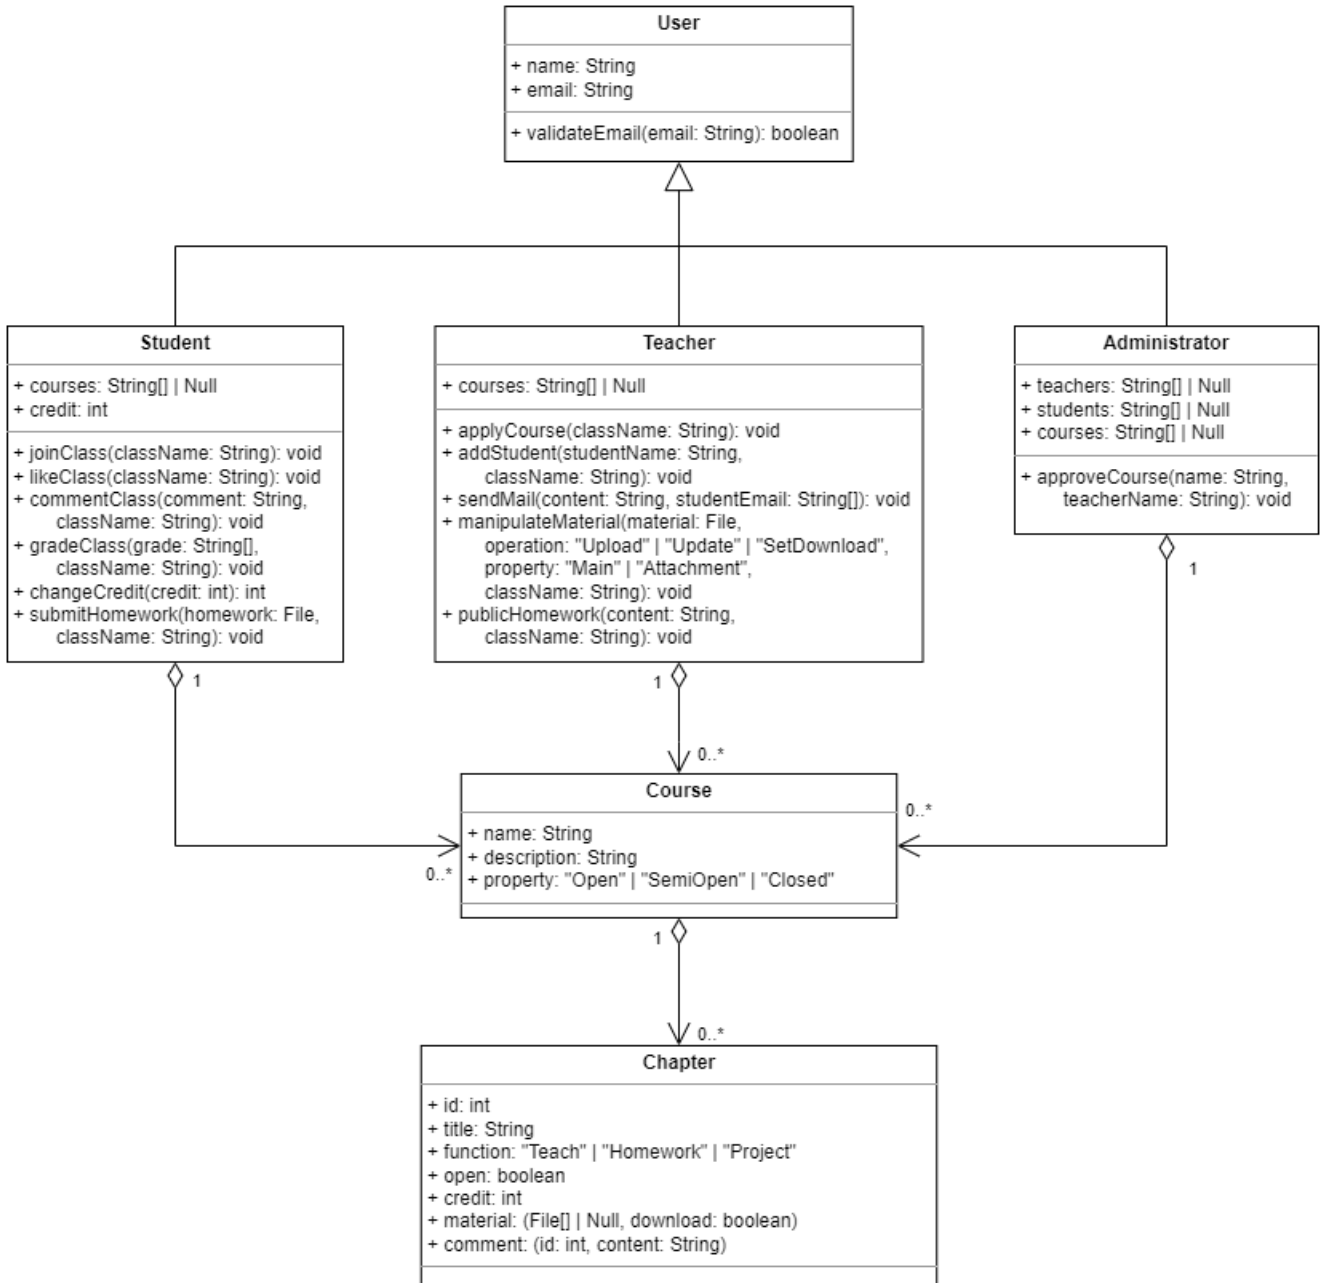 User
+ name: String
+ email: String
+ validateEmail(email: String): boolean
Student
+ courses: String[] | Null
+ credit: int
+ joinClass(className: String): void
+ likeClass(className: String): void
+ commentClass(comment: String,
className: String): void
+ gradeClass(grade: String[],
className: String): void
+ changeCredit(credit: int): int
+ submitHomework(homework: File,
className: String): void
1
0..*
Teacher
+ courses: String[] | Null
+ applyCourse(className: String): void
+ addStudent(studentName: String,
className: String): void
+ sendMail(content: String, studentEmail: String[]): void
+ manipulateMaterial(material: File,
operation: "Upload" | "Update" | "SetDownload",
property: "Main" | "Attachment",
className: String): void
+ publicHomework(content: String,
className: String): void
1
0..*
Administrator
+ teachers: String[] | Null
+ students: String[] | Null
+ courses: String[] | Null
+ approveCourse(name: String,
teacherName: String): void
1
0..*
Course
+ name: String
+ description: String
+ property: "Open" | "SemiOpen" | "Closed"
1
0..*
Chapter
+ id: int
+ title: String
+ function: "Teach" | "Homework" | "Project"
+ open: boolean
+ credit: int
+ material: (File[] | Null, download: boolean)
+ comment: (id: int, content: String)